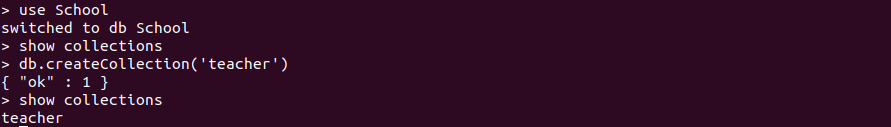 > use School
switched to db School
> show collections
> db.createCollection('teacher')
{ "ok" : 1 }
> show collections
teacher